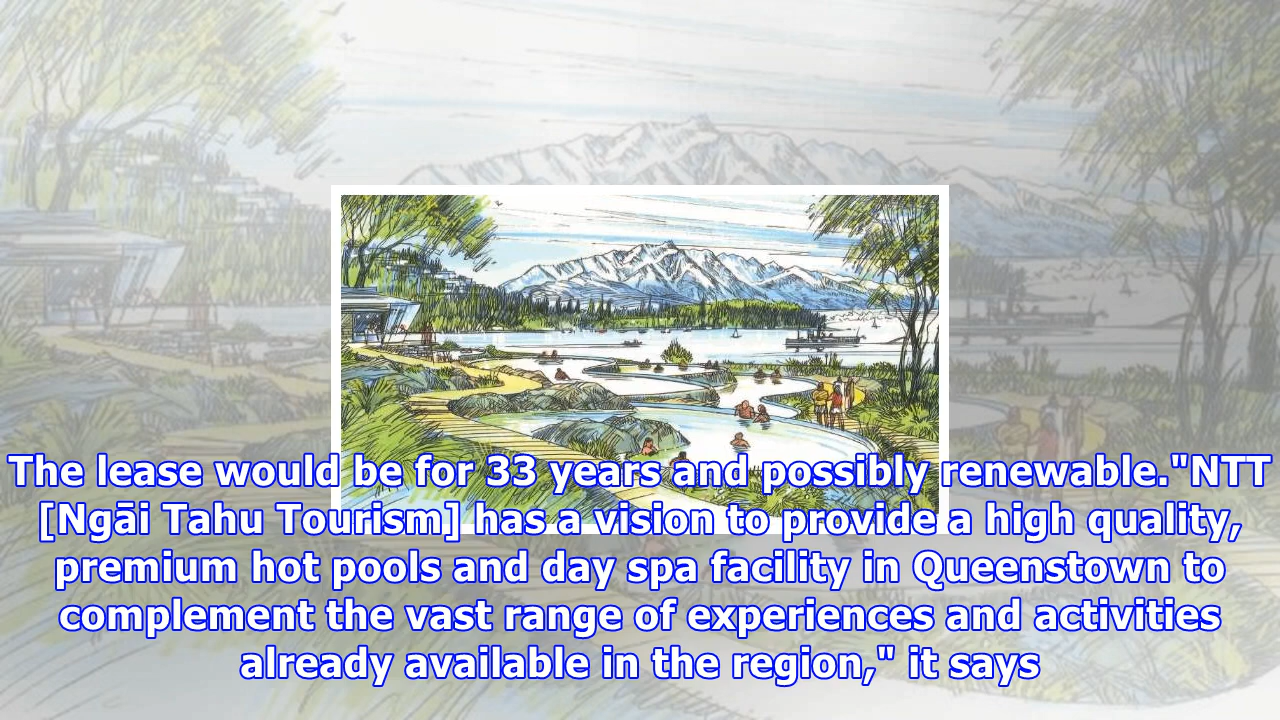 The lease would be for 33 years and possibly renewable."NTT
[Ngāi Tahu Tourism] has a vision to provide a high quality,
premium hot pools and day spa facility in Queenstown to
complement the vast range of experiences and activities
already available in the region," it says